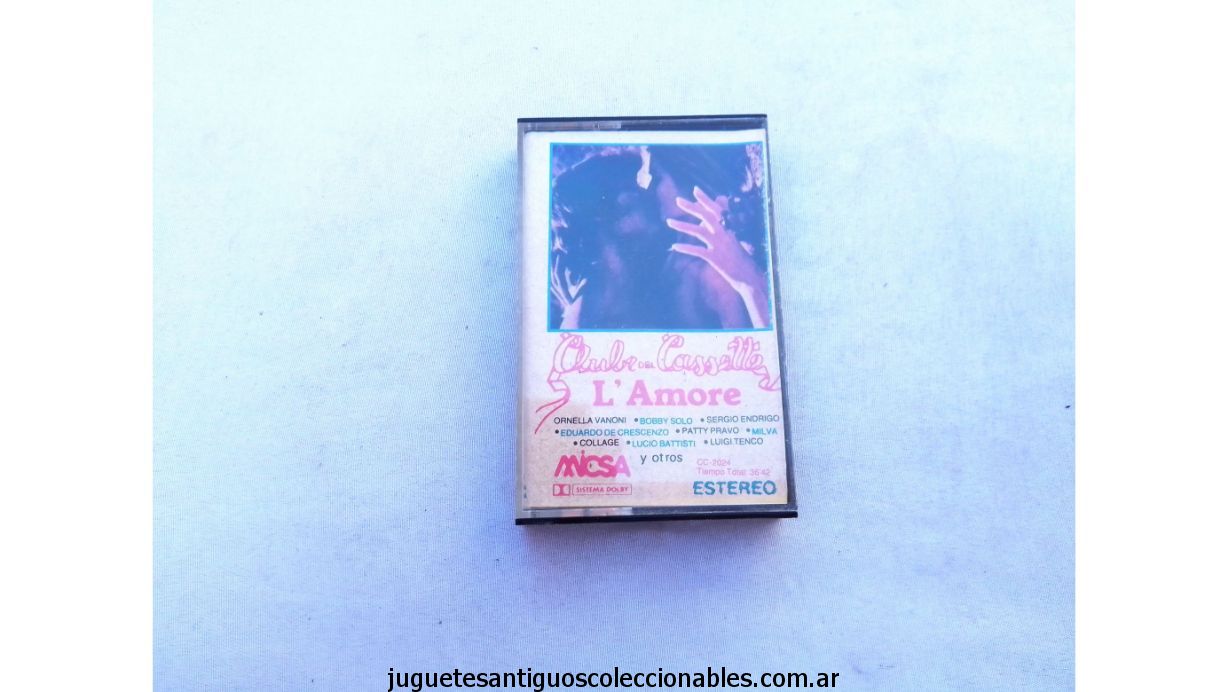 Club DEL Cassette
L'Amore
ORNELLA VANONI • BOBBY SOLO • SERGIO ENDRIGO
• EDUARDO DE CRESCENZO • PATTY PRAVO • MILVA
• COLLAGE • LUCIO BATTISTI • LUIGI TENCO
MICSA y otros CC-2024
Tiempo Total: 36'42
SISTEMA DOLBY ESTEREO
juguetesantiguoscoleccionables.com.ar